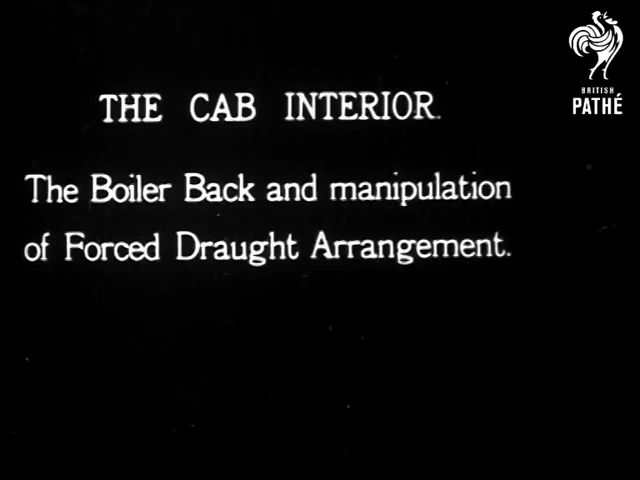 THE CAB INTERIOR.
The Boiler Back and manipulation
of Forced Draught Arrangement.
BRITISH
PATHÉ